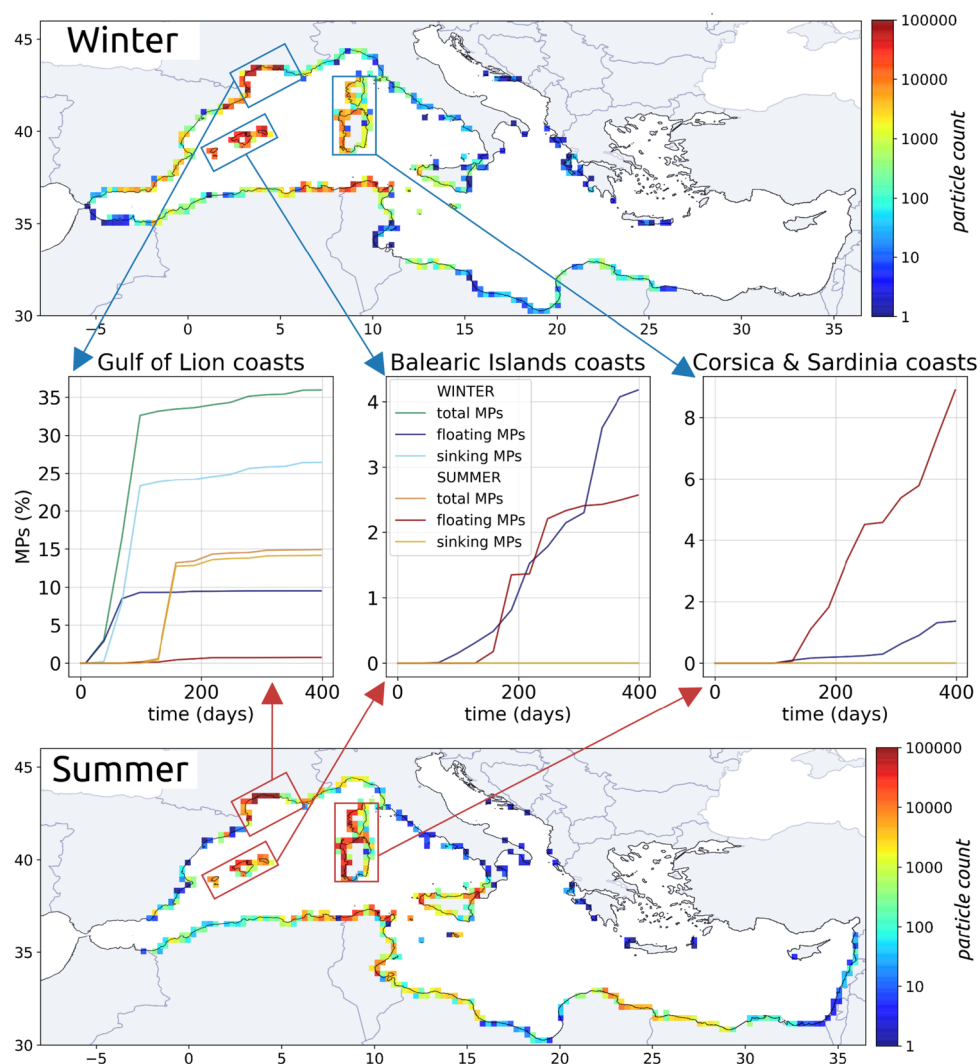 Winter
45
40
35
30
−5 0 5 10 15 20 25 30 35
100000
10000
1000
100
10
1
particle count
Gulf of Lion coasts
MPs (%)
35
30
25
20
15
10
5
0
0 200 400
time (days)
Balearic Islands coasts
4
3
2
1
0
WINTER
total MPs
floating MPs
sinking MPs
SUMMER
total MPs
floating MPs
sinking MPs
0 200 400
time (days)
Corsica & Sardinia coasts
8
6
4
2
0
0 200 400
time (days)
Summer
45
40
35
30
−5 0 5 10 15 20 25 30 35
100000
10000
1000
100
10
1
particle count